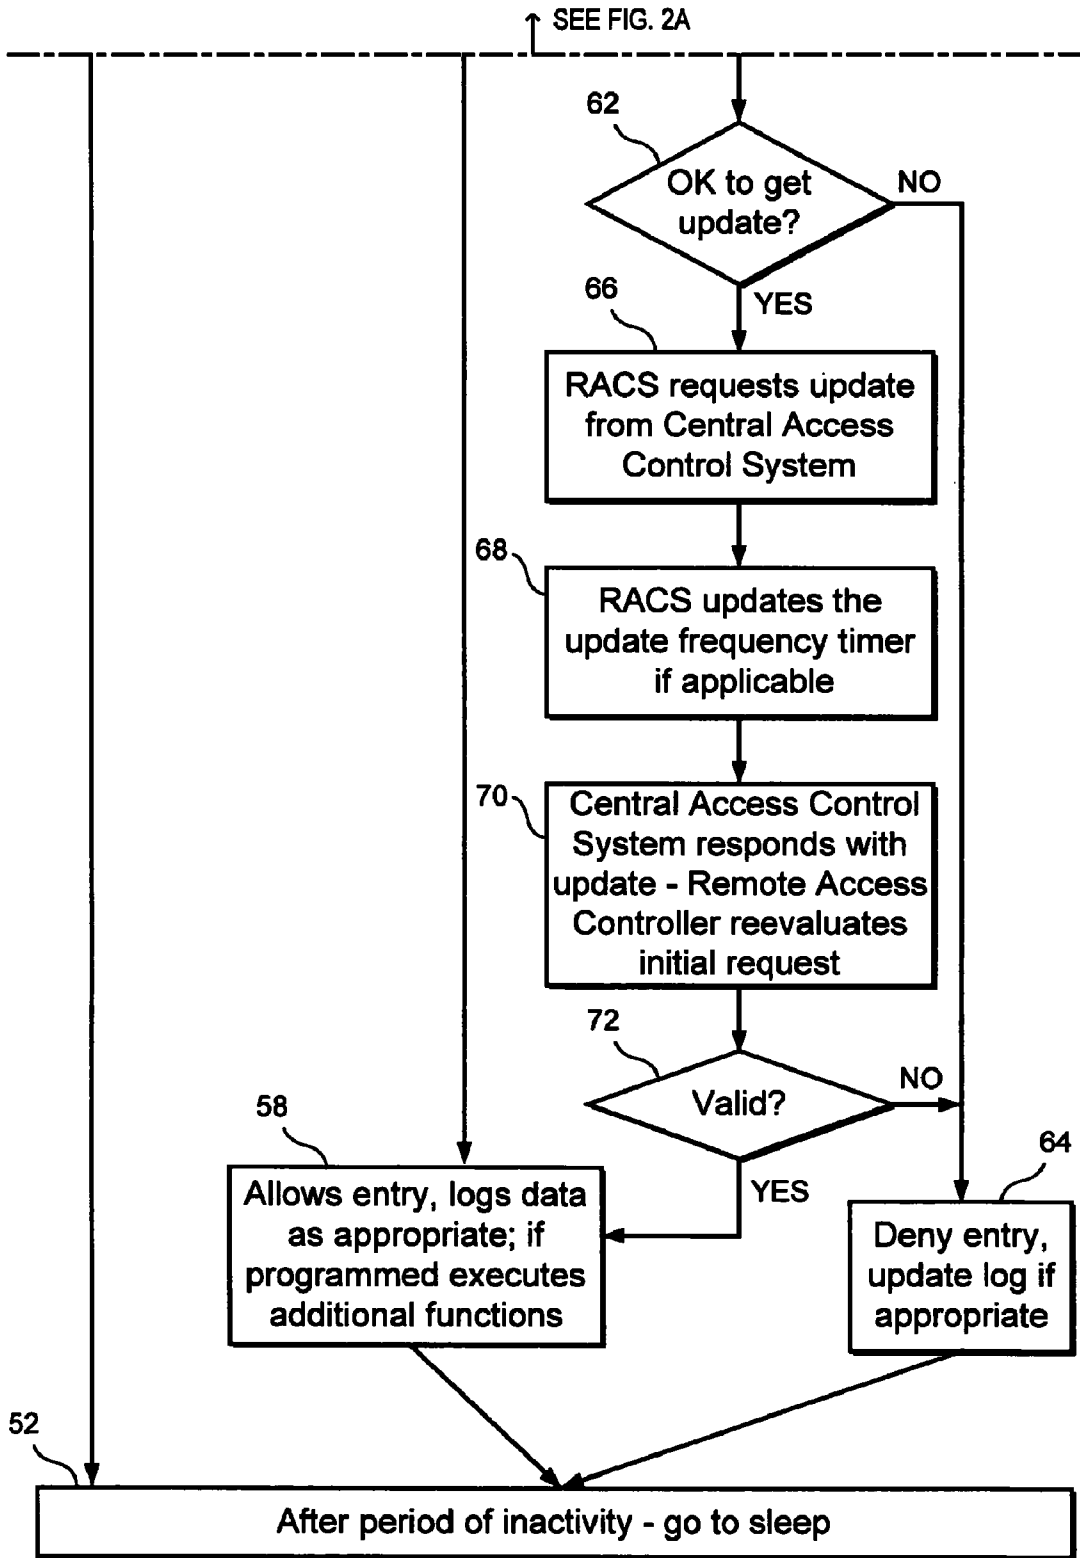 SEE FIG. 2A
62
OK to get
update?
NO
YES
66
RACS requests update
from Central Access
Control System
68
RACS updates the
update frequency timer
if applicable
70
Central Access Control
System responds with
update - Remote Access
Controller reevaluates
initial request
72
Valid?
NO
YES
58
Allows entry, logs data
as appropriate; if
programmed executes
additional functions
64
Deny entry,
update log if
appropriate
52
After period of inactivity - go to sleep